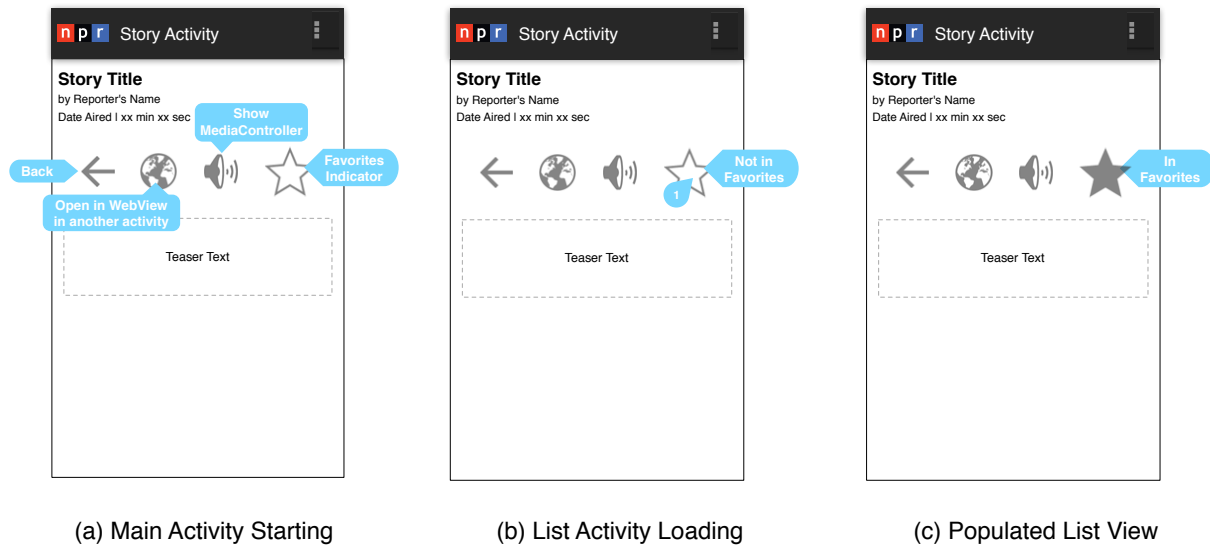 npr Story Activity
Story Title
by Reporter's Name
Date Aired | xx min xx sec
Show
MediaController
Back
Favorites
Indicator
Open in WebView
in another activity
Teaser Text
(a) Main Activity Starting
npr Story Activity
Story Title
by Reporter's Name
Date Aired | xx min xx sec
Not in
Favorites
1
Teaser Text
(b) List Activity Loading
npr Story Activity
Story Title
by Reporter's Name
Date Aired | xx min xx sec
In
Favorites
Teaser Text
(c) Populated List View